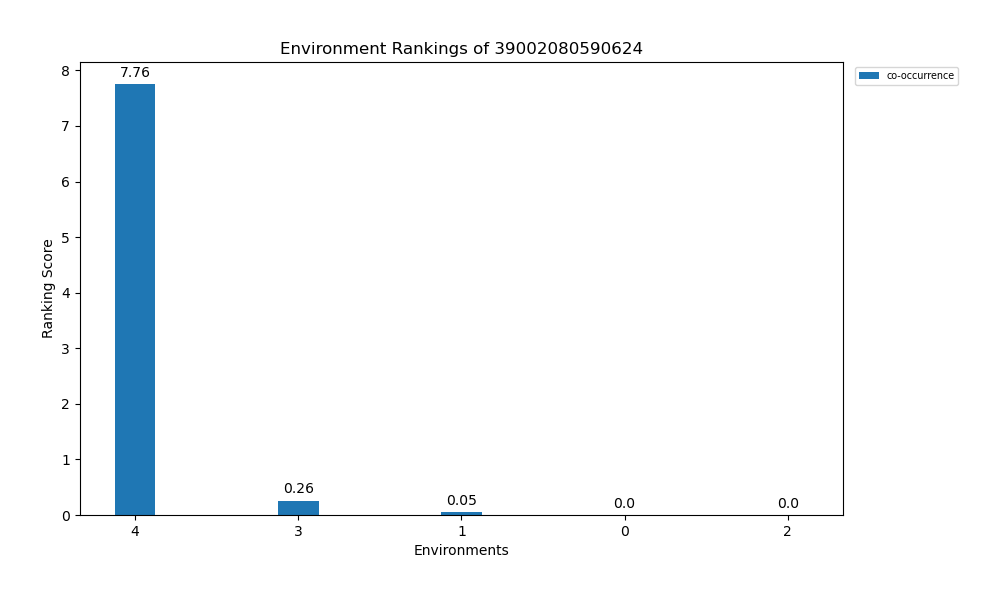 Environment Rankings of 39002080590624
co-occurrence
Ranking Score
8
7
6
5
4
3
2
1
0
7.76
0.26
0.05
0.0
0.0
4 3 1 0 2
Environments